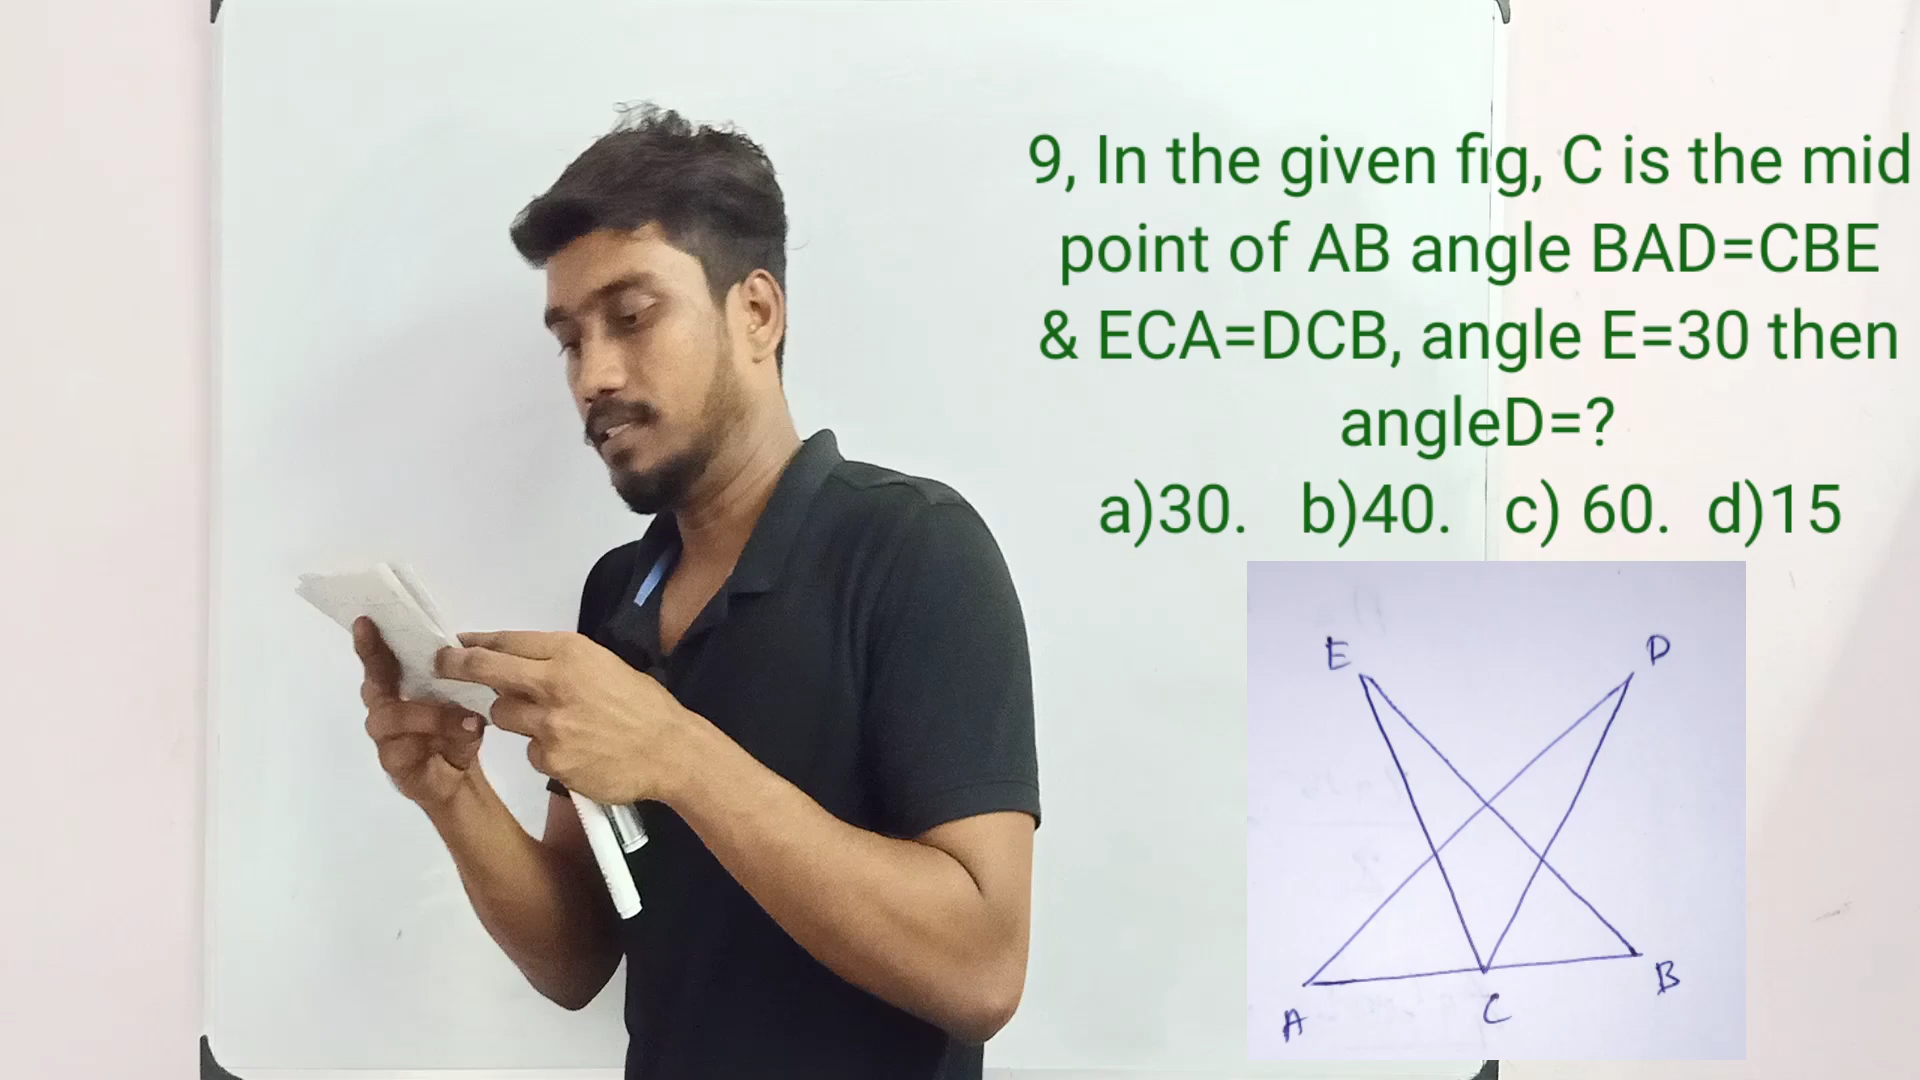 9, In the given fig, C is the mid
point of AB angle BAD=CBE
& ECA=DCB, angle E=30 then
angleD=?
a)30. b)40. c) 60. d)15
E
D
B
A
C